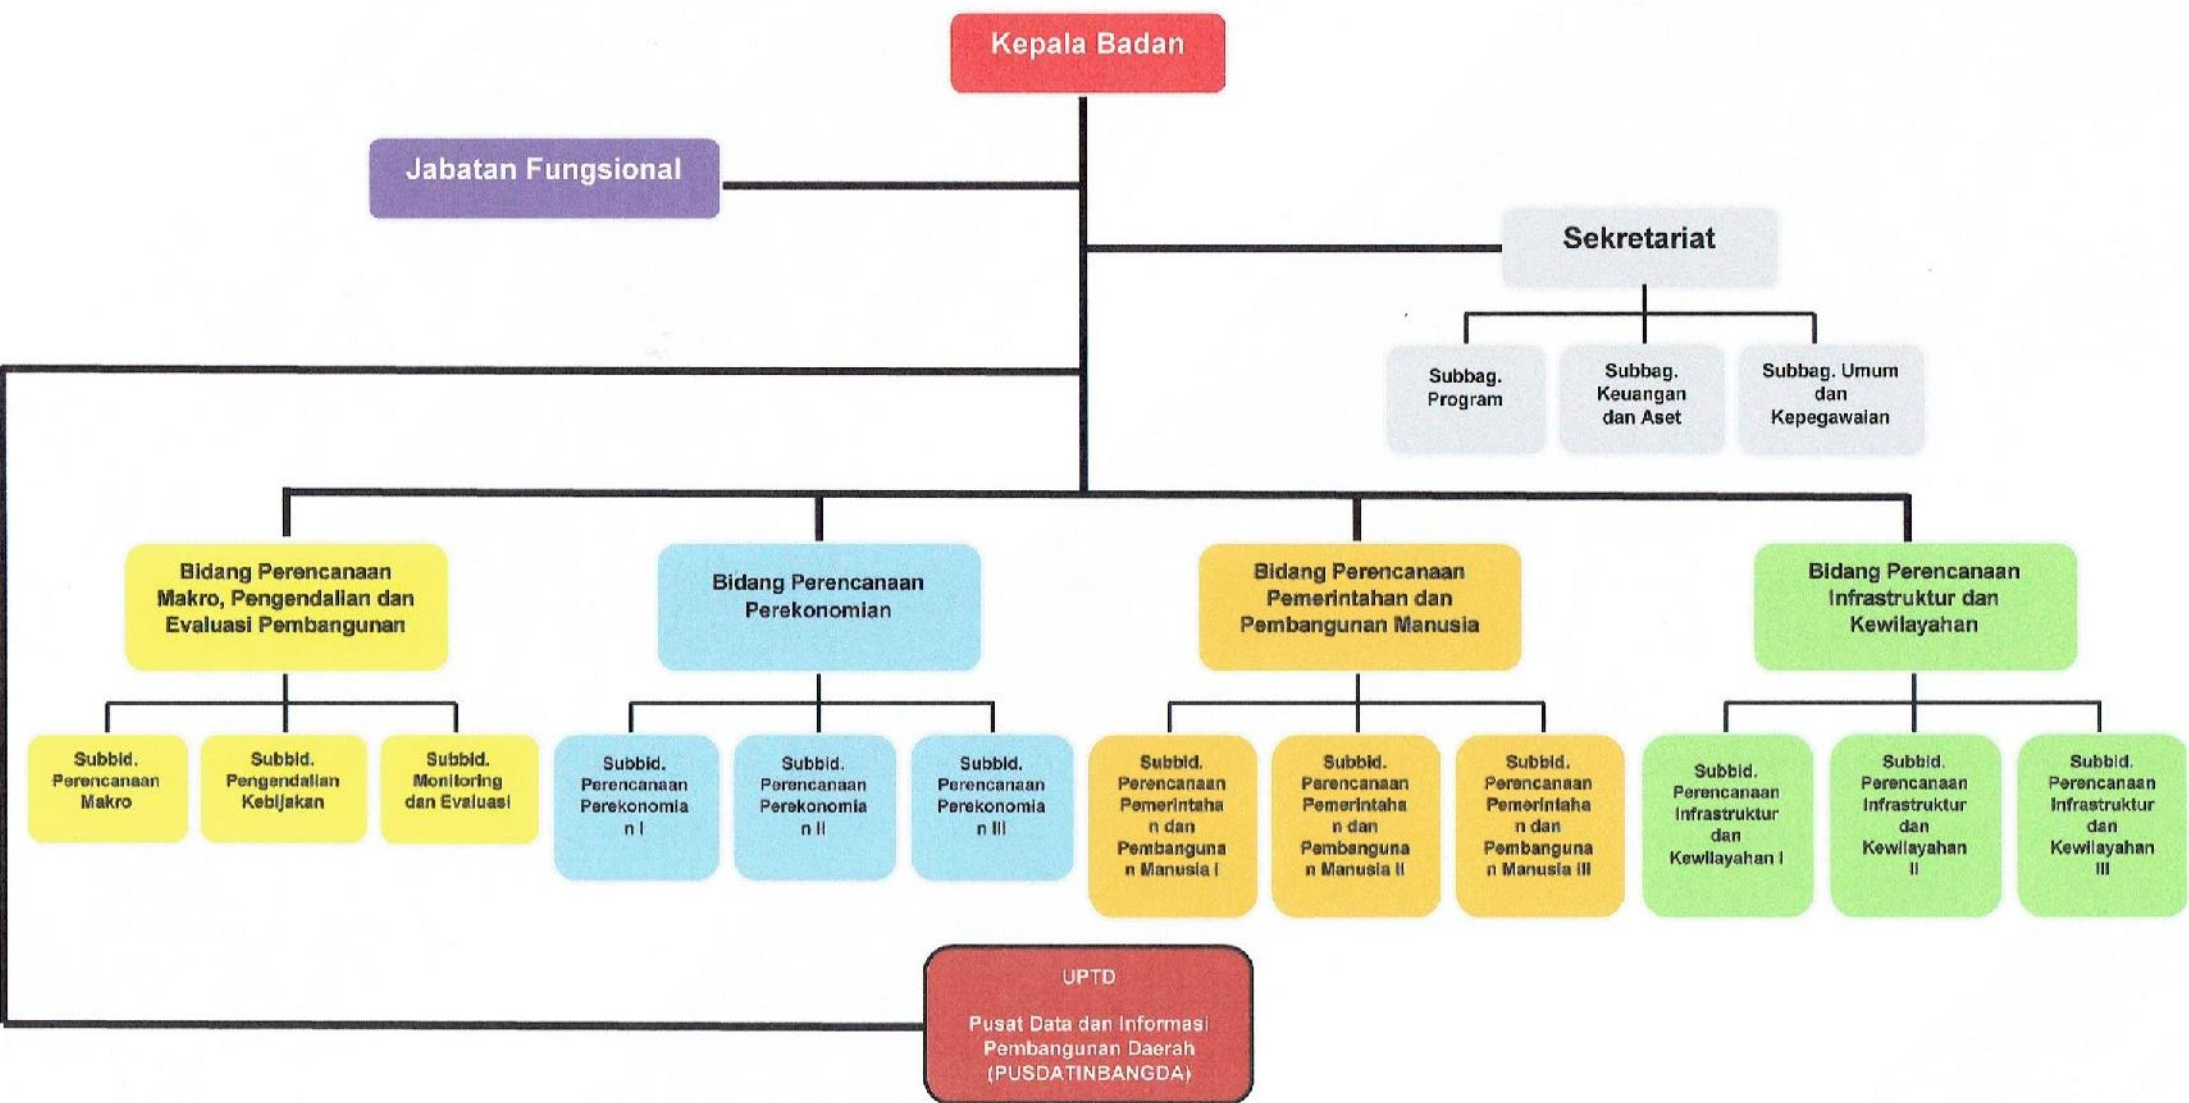 Kepala Badan
Jabatan Fungsional
Sekretariat
Subbag.
Program
Subbag.
Keuangan
dan Aset
Subbag. Umum
dan
Kepegawaian
Bidang Perencanaan
Makro, Pengendalian dan
Evaluasi Pembangunan
Bidang Perencanaan
Perekonomian
Bidang Perencanaan
Pemerintahan dan
Pembangunan Manusia
Bidang Perencanaan
Infrastruktur dan
Kewilayahan
Subbid.
Perencanaan
Makro
Subbid.
Pengendalian
Kebijakan
Subbid.
Monitoring
dan Evaluasi
Subbid.
Perencanaan
Perekonomia
n I
Subbid.
Perencanaan
Perekonomia
n II
Subbid.
Perencanaan
Perekonomia
n III
Subbid.
Perencanaan
Pemerintaha
n dan
Pembanguna
n Manusia I
Subbid.
Perencanaan
Pemerintaha
n dan
Pembanguna
n Manusia II
Subbid.
Perencanaan
Pemerintaha
n dan
Pembanguna
n Manusia III
Subbid.
Perencanaan
Infrastruktur
dan
Kewilayahan I
Subbid.
Perencanaan
Infrastruktur
dan
Kewilayahan
II
Subbid.
Perencanaan
Infrastruktur
dan
Kewilayahan
III
UPTD
Pusat Data dan Informasi
Pembangunan Daerah
(PUSDATINBANGDA)